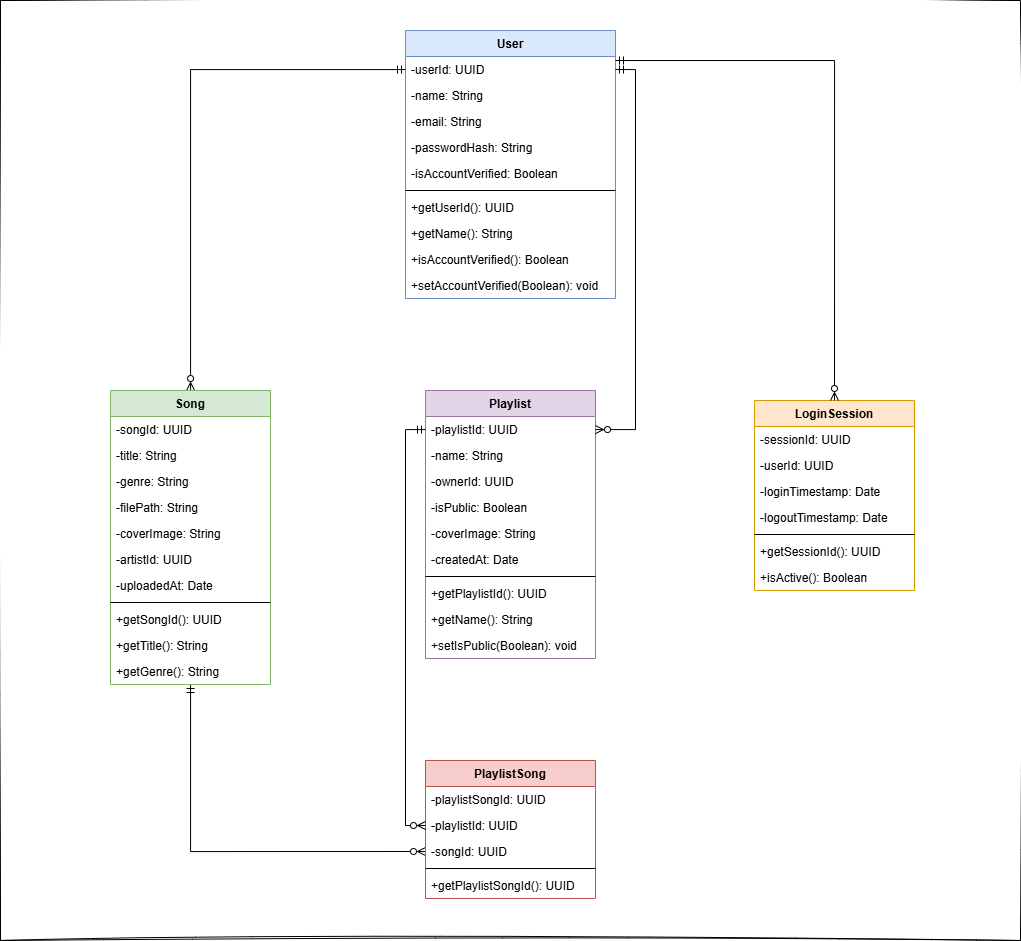 User
-userId: UUID
-name: String
-email: String
-passwordHash: String
-isAccountVerified: Boolean
+getUserId(): UUID
+getName(): String
+isAccountVerified(): Boolean
+setAccountVerified(Boolean): void
Song
-songId: UUID
-title: String
-genre: String
-filePath: String
-coverImage: String
-artistId: UUID
-uploadedAt: Date
+getSongId(): UUID
+getTitle(): String
+getGenre(): String
Playlist
-playlistId: UUID
-name: String
-ownerId: UUID
-isPublic: Boolean
-coverImage: String
-createdAt: Date
+getPlaylistId(): UUID
+getName(): String
+setIsPublic(Boolean): void
LoginSession
-sessionId: UUID
-userId: UUID
-loginTimestamp: Date
-logoutTimestamp: Date
+getSessionId(): UUID
+isActive(): Boolean
PlaylistSong
-playlistSongId: UUID
-playlistId: UUID
-songId: UUID
+getPlaylistSongId(): UUID